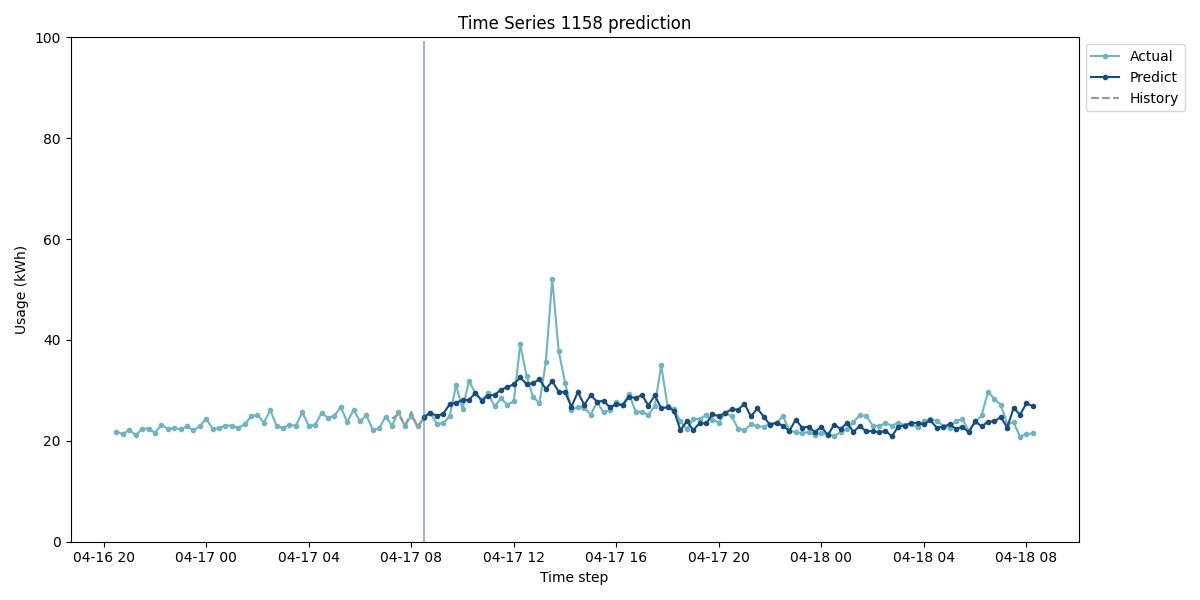 Time Series 1158 prediction
100
80
60
40
20
0
Usage (kWh)
04-16 20 04-17 00 04-17 04 04-17 08 04-17 12 04-17 16 04-17 20 04-18 00 04-18 04 04-18 08
Time step
Actual
Predict
History